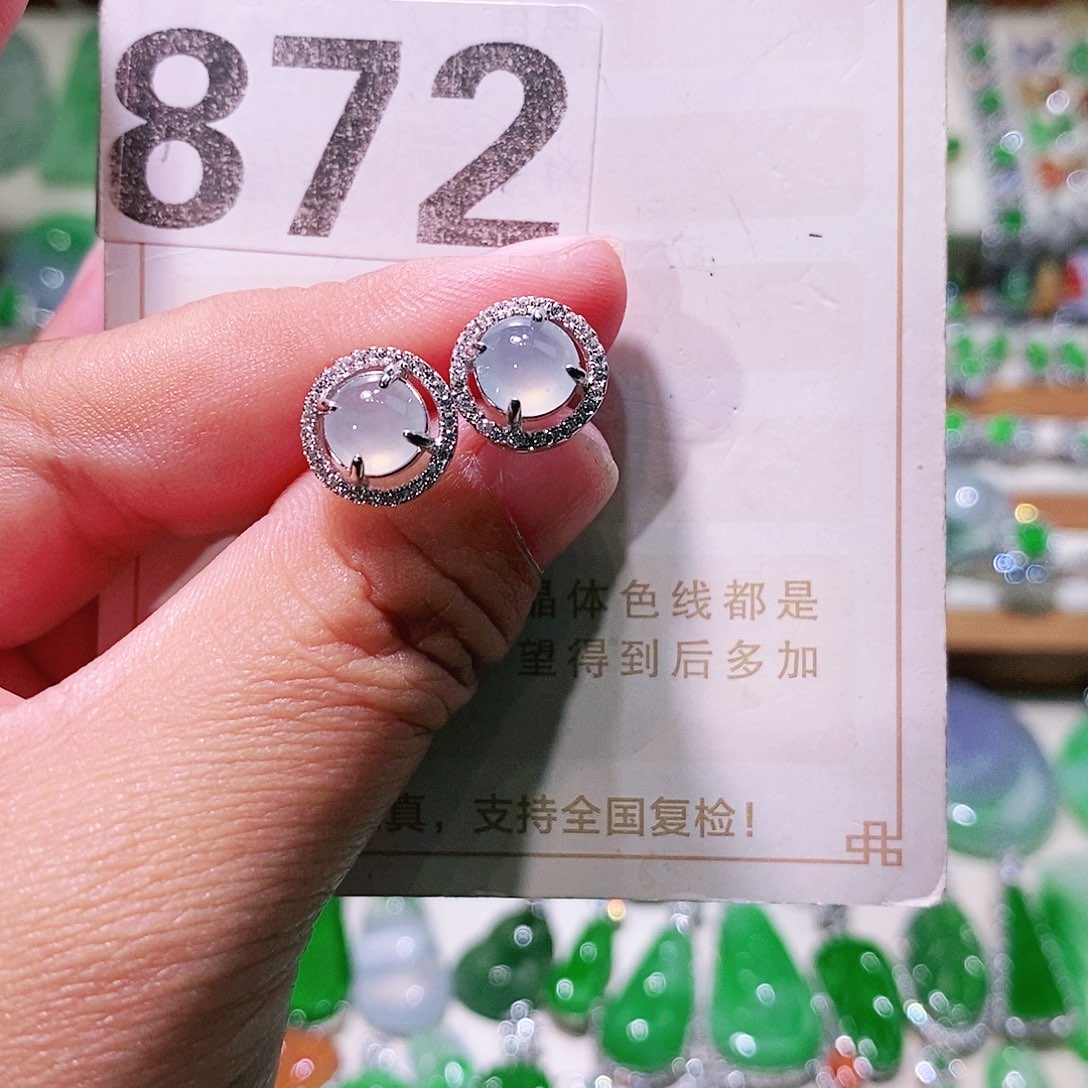 872
晶体色线都是
望得到后多加
真，支持全国复检！